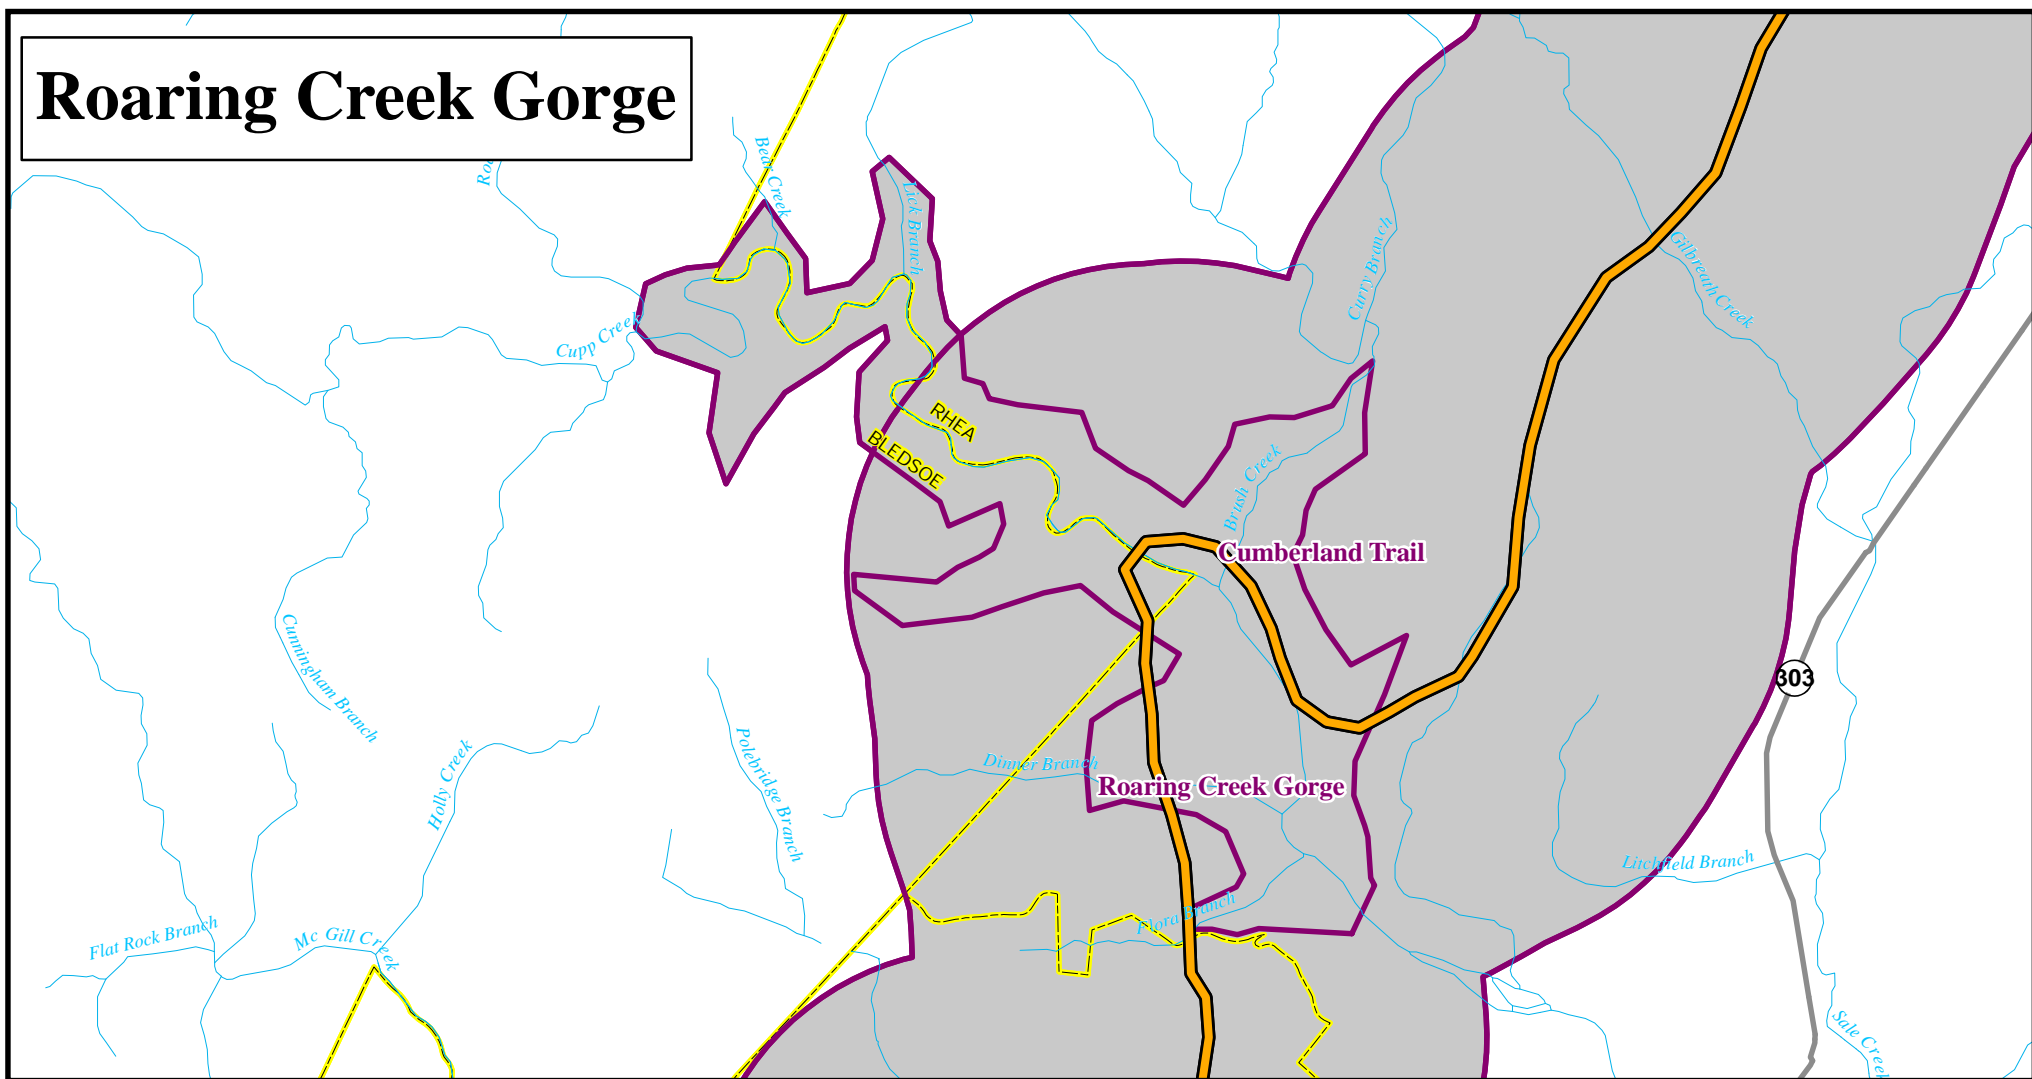 Roaring Creek Gorge
Bear Creek
Lick Branch
Curry Branch
Gilbreath Creek
Cupp Creek
RHEA
BLEDSOE
Brush Creek
Cumberland Trail
Cunningham Branch
303
Holly Creek
Polebridge Branch
Dinner Branch
Roaring Creek Gorge
Litchfield Branch
Flora Branch
Flat Rock Branch
Mc Gill Creek
Sale Creek